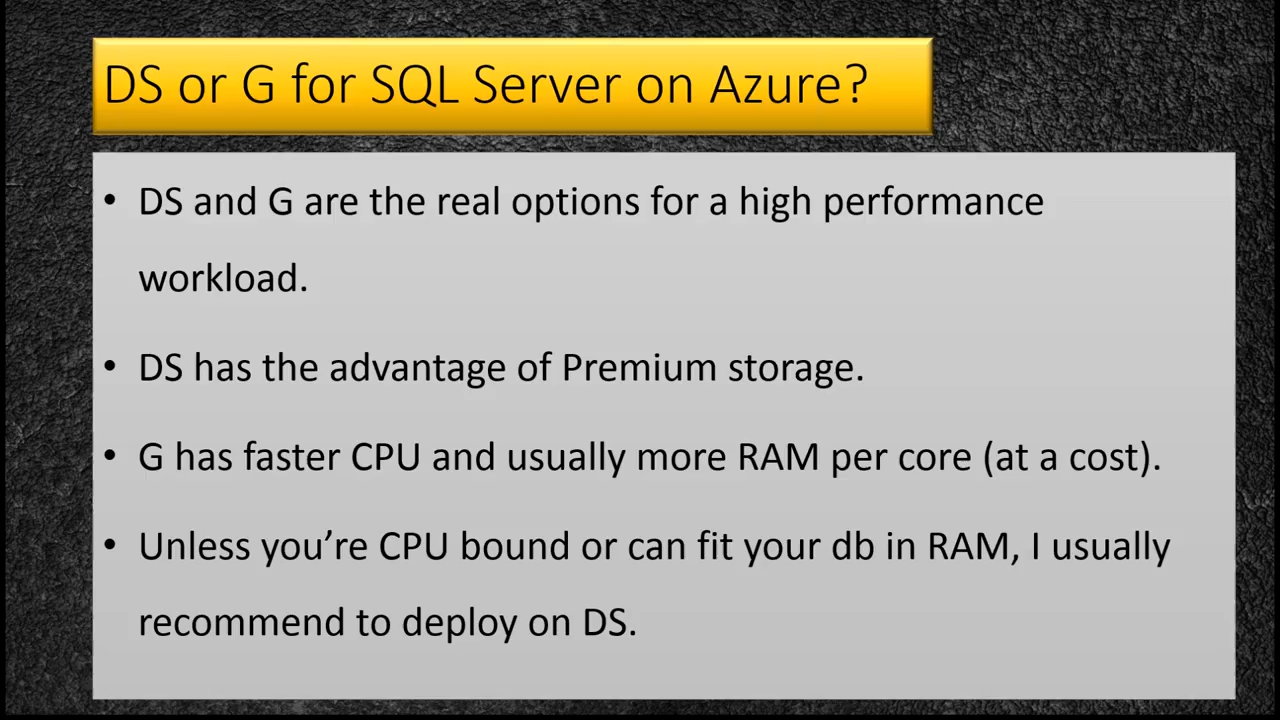 DS or G for SQL Server on Azure?
• DS and G are the real options for a high performance
workload.
• DS has the advantage of Premium storage.
• G has faster CPU and usually more RAM per core (at a cost).
• Unless you’re CPU bound or can fit your db in RAM, I usually
recommend to deploy on DS.